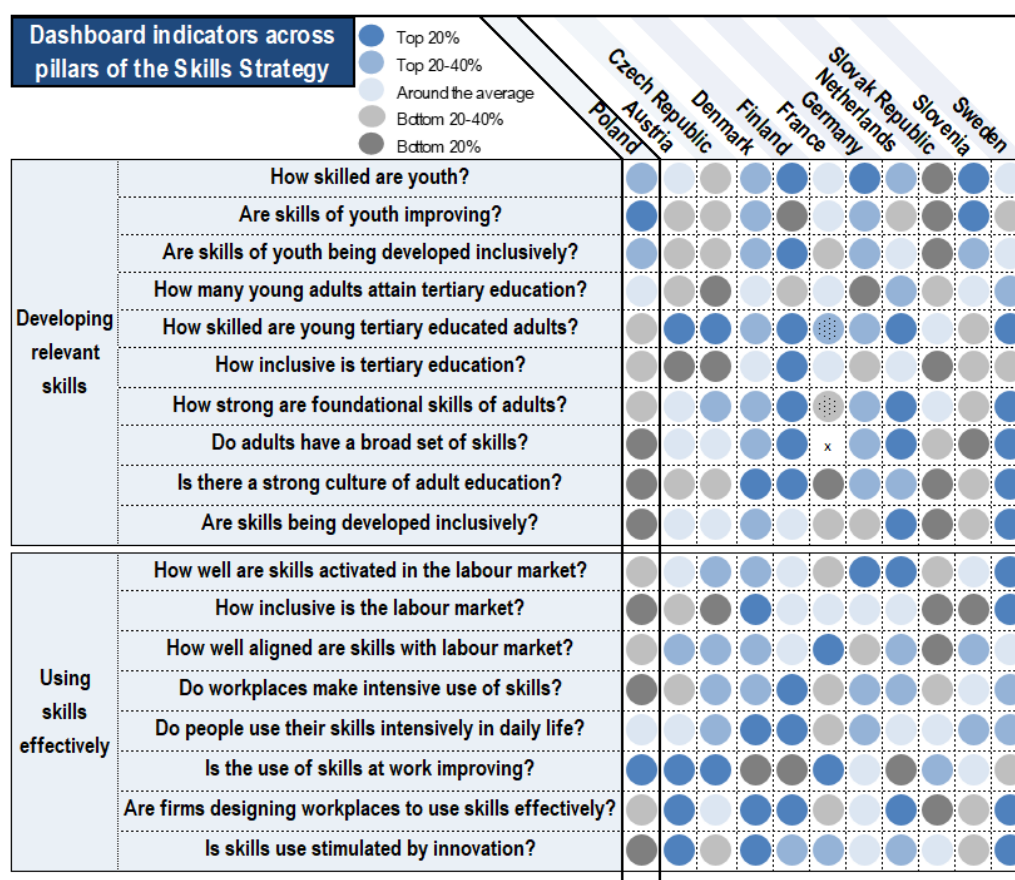 Dashboard indicators across
pillars of the Skills Strategy
Top 20%
Top 20-40%
Around the average
Bottom 20-40%
Bottom 20%
Poland
Austria
Czech Republic
Denmark
Finland
France
Germany
Netherlands
Slovak Republic
Slovenia
Sweden
Developing
relevant
skills
How skilled are youth?
Are skills of youth improving?
Are skills of youth being developed inclusively?
How many young adults attain tertiary education?
How skilled are young tertiary educated adults?
How inclusive is tertiary education?
How strong are foundational skills of adults?
Do adults have a broad set of skills?
x
Is there a strong culture of adult education?
Are skills being developed inclusively?
Using
skills
effectively
How well are skills activated in the labour market?
How inclusive is the labour market?
How well aligned are skills with labour market?
Do workplaces make intensive use of skills?
Do people use their skills intensively in daily life?
Is the use of skills at work improving?
Are firms designing workplaces to use skills effectively?
Is skills use stimulated by innovation?